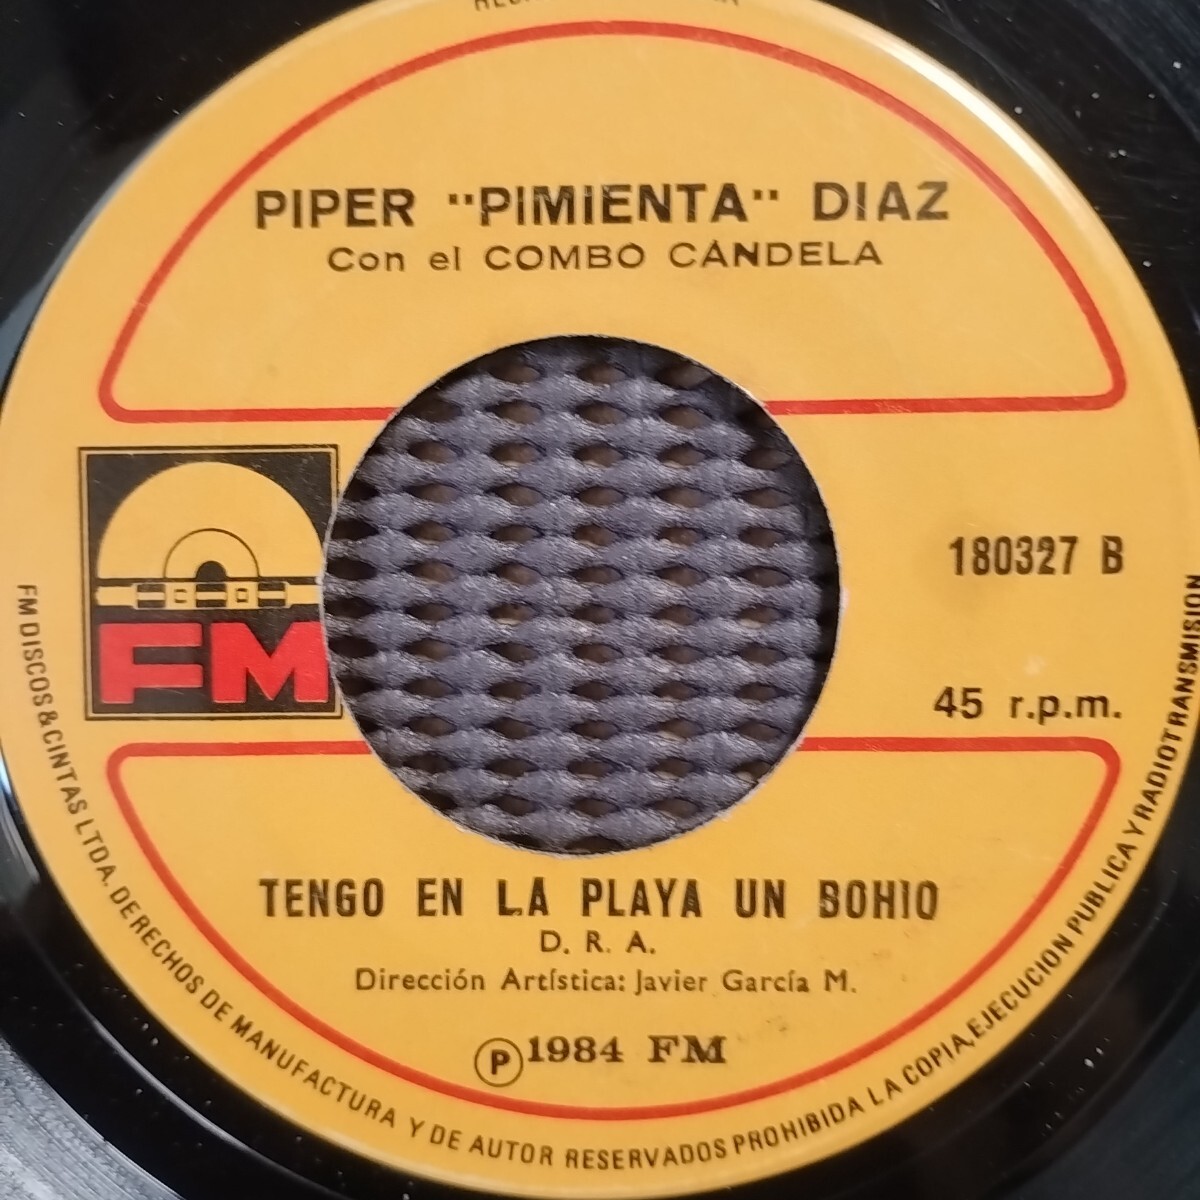 PIPER "PIMIENTA" DIAZ
Con el COMBO CANDELA
FM
180327 B
45 r.p.m.
TENGO EN LA PLAYA UN BOHIO
D. R. A.
Dirección Artística: Javier García M.
Ⓟ 1984 FM
FM DISCOS & CINTAS LTDA. DERECHOS DE MANUFACTURA Y DE AUTOR RESERVADOS PROHIBIDA LA COPIA, EJECUCION PUBLICA Y RADIOTRANSMISION